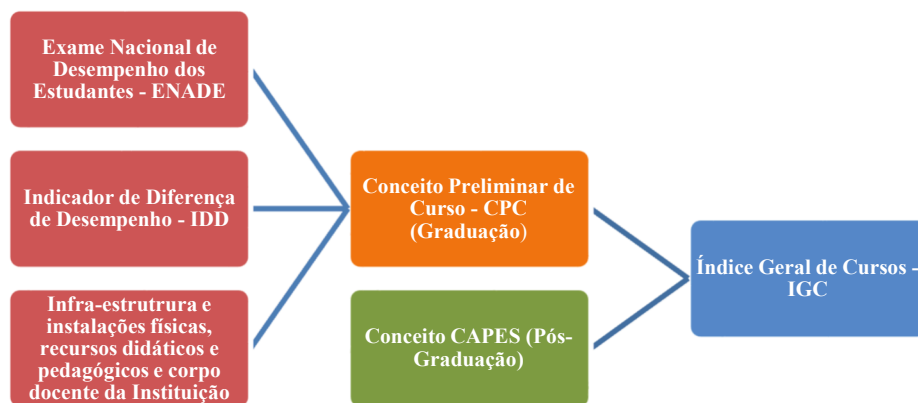 Exame Nacional de
Desempenho dos
Estudantes - ENADE
Indicador de Diferença
de Desempenho - IDD
Infra-estrutrura e
instalações físicas,
recursos didáticos e
pedagógicos e corpo
docente da Instituição
Conceito Preliminar de
Curso - CPC
(Graduação)
Conceito CAPES (Pós-
Graduação)
Índice Geral de Cursos -
IGC